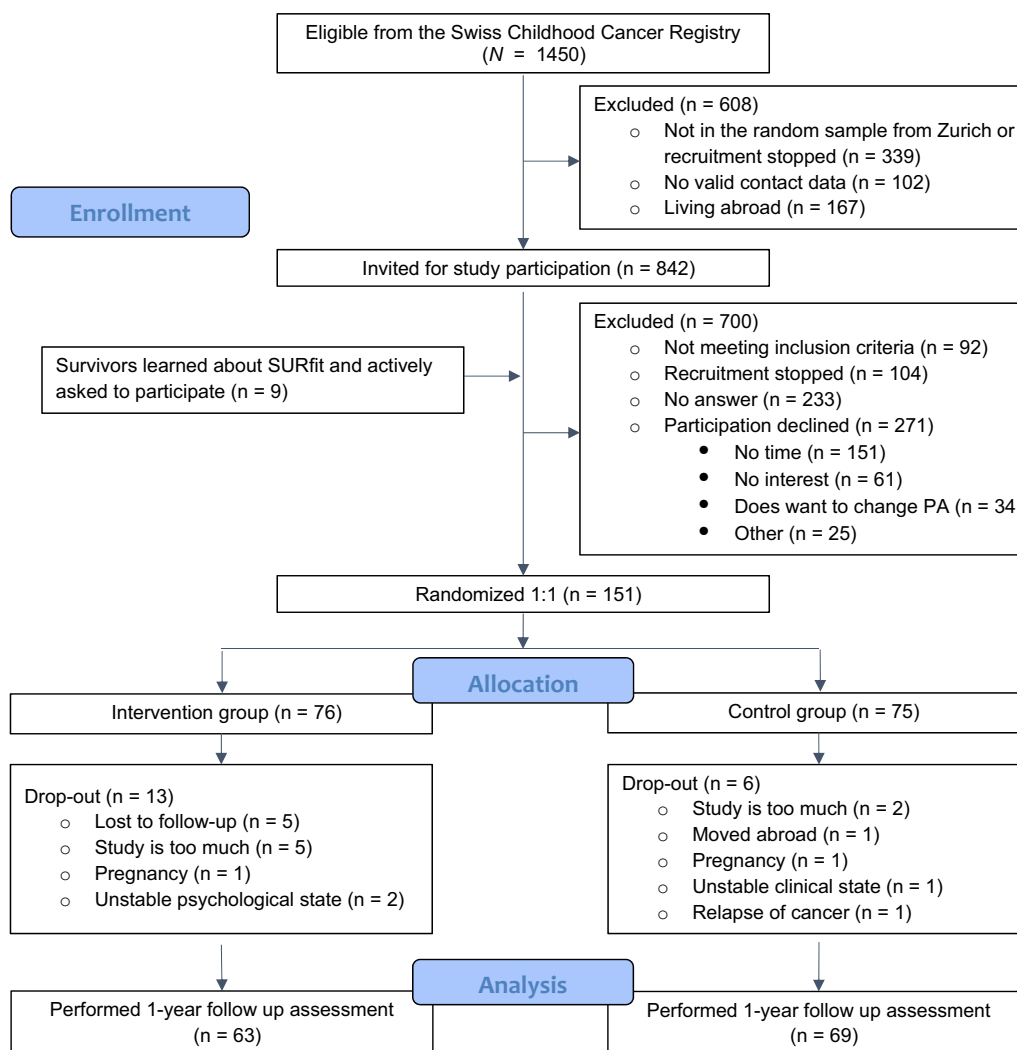 Eligible from the Swiss Childhood Cancer Registry
(N = 1450)
Excluded (n = 608)
o Not in the random sample from Zurich or
recruitment stopped (n = 339)
o No valid contact data (n = 102)
o Living abroad (n = 167)
Enrollment
Invited for study participation (n = 842)
Excluded (n = 700)
o Not meeting inclusion criteria (n = 92)
o Recruitment stopped (n = 104)
o No answer (n = 233)
o Participation declined (n = 271)
• No time (n = 151)
• No interest (n = 61)
• Does want to change PA (n = 34
• Other (n = 25)
Survivors learned about SURfit and actively
asked to participate (n = 9)
Randomized 1:1 (n = 151)
Allocation
Intervention group (n = 76)
Control group (n = 75)
Drop-out (n = 13)
o Lost to follow-up (n = 5)
o Study is too much (n = 5)
o Pregnancy (n = 1)
o Unstable psychological state (n = 2)
Drop-out (n = 6)
o Study is too much (n = 2)
o Moved abroad (n = 1)
o Pregnancy (n = 1)
o Unstable clinical state (n = 1)
o Relapse of cancer (n = 1)
Analysis
Performed 1-year follow up assessment
(n = 63)
Performed 1-year follow up assessment
(n = 69)